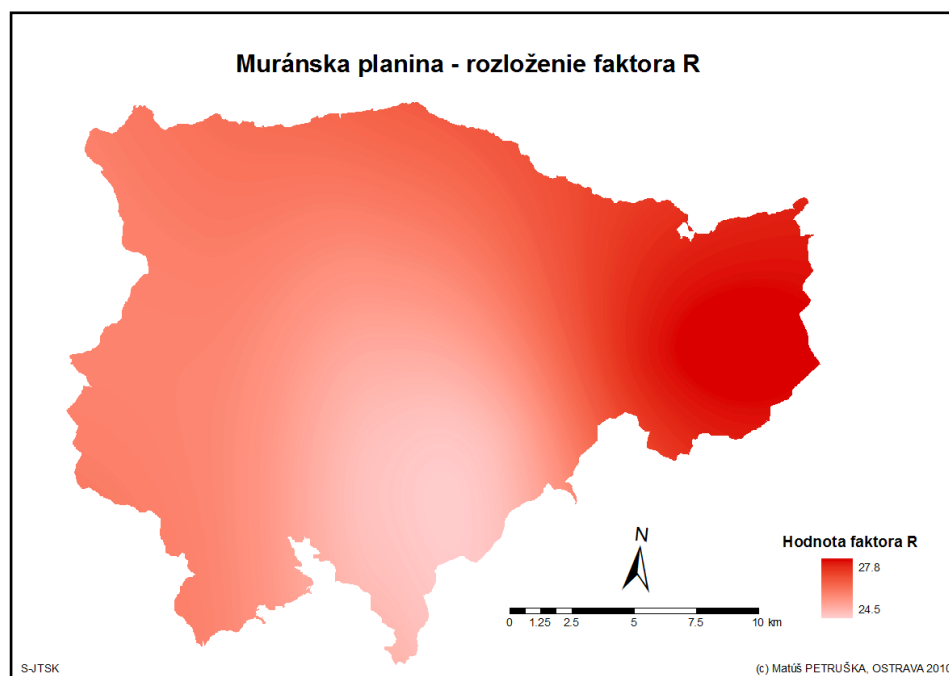 Muránska planina - rozloženie faktora R
N
Hodnota faktora R
27.8
24.5
0 1.25 2.5 5 7.5 10 km
S-JTSK
(c) Matúš PETRUŠKA, OSTRAVA 2010